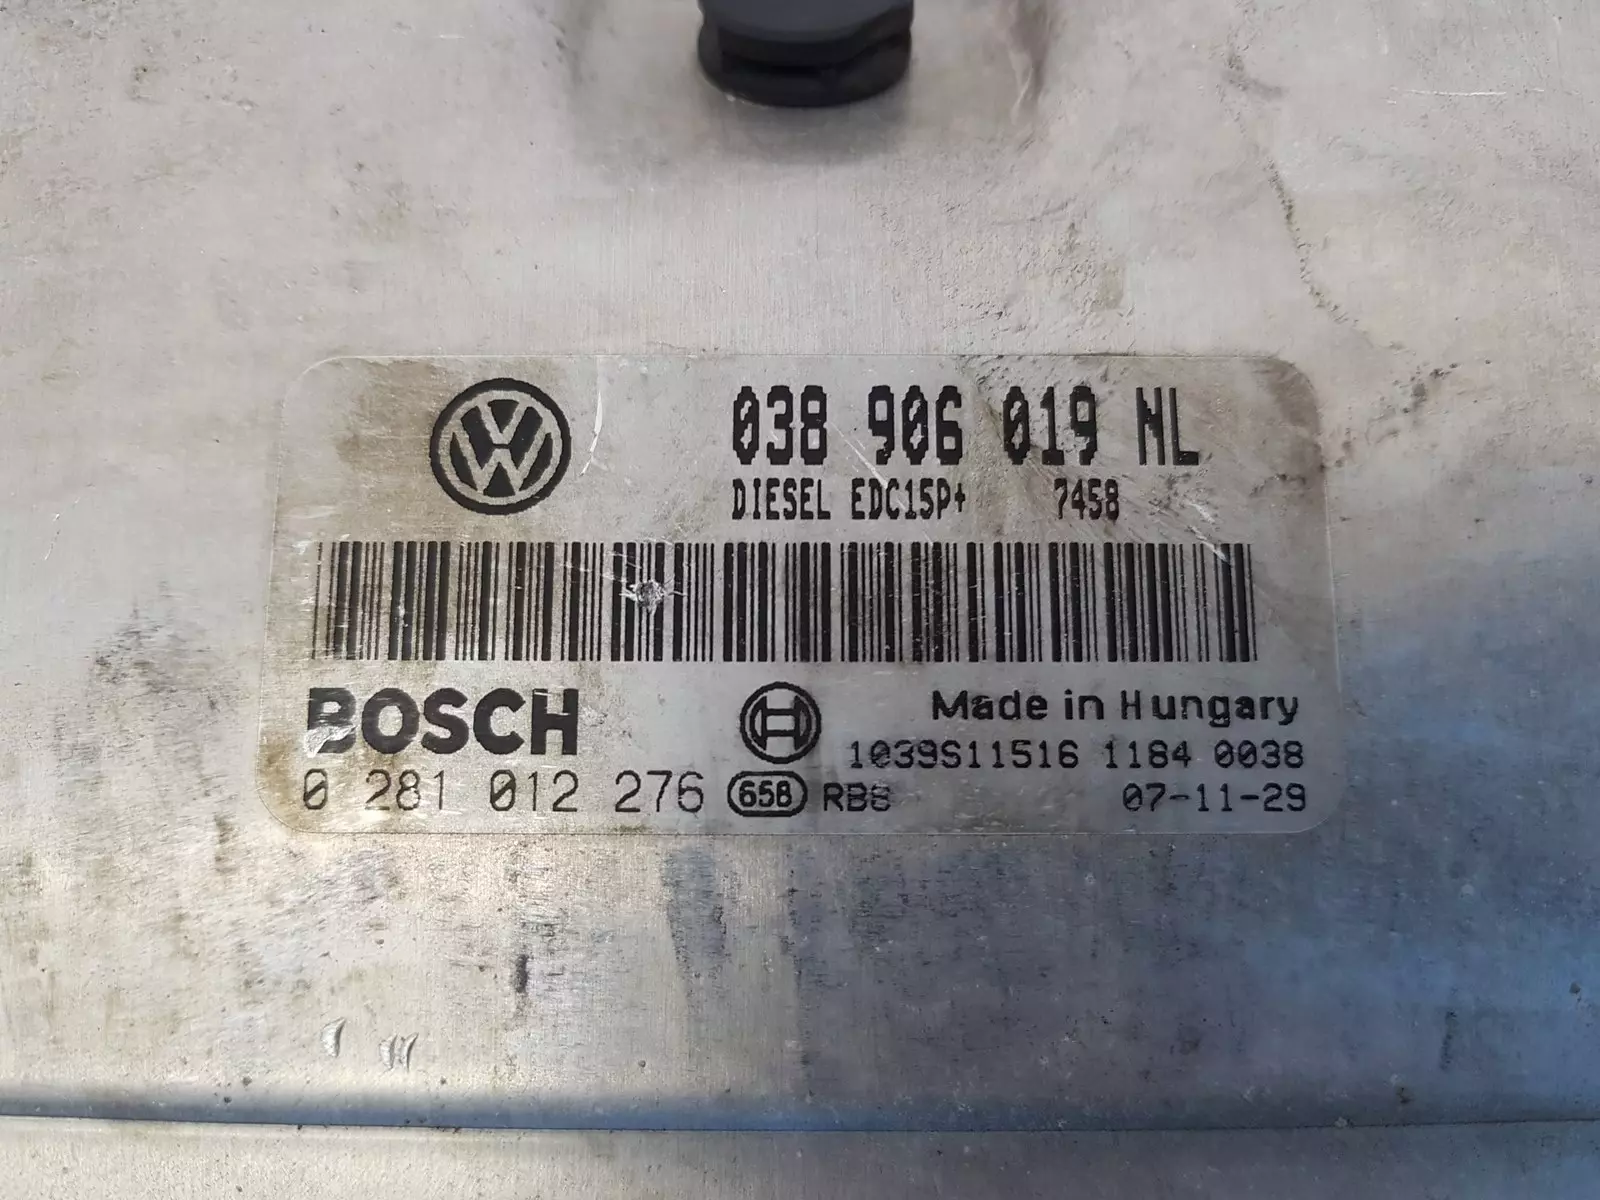 038 906 019 NL
DIESEL EDC15P+ 7458
BOSCH
Made in Hungary
1039S11516 1184 0038
0 281 012 276 658 RB8 07-11-29